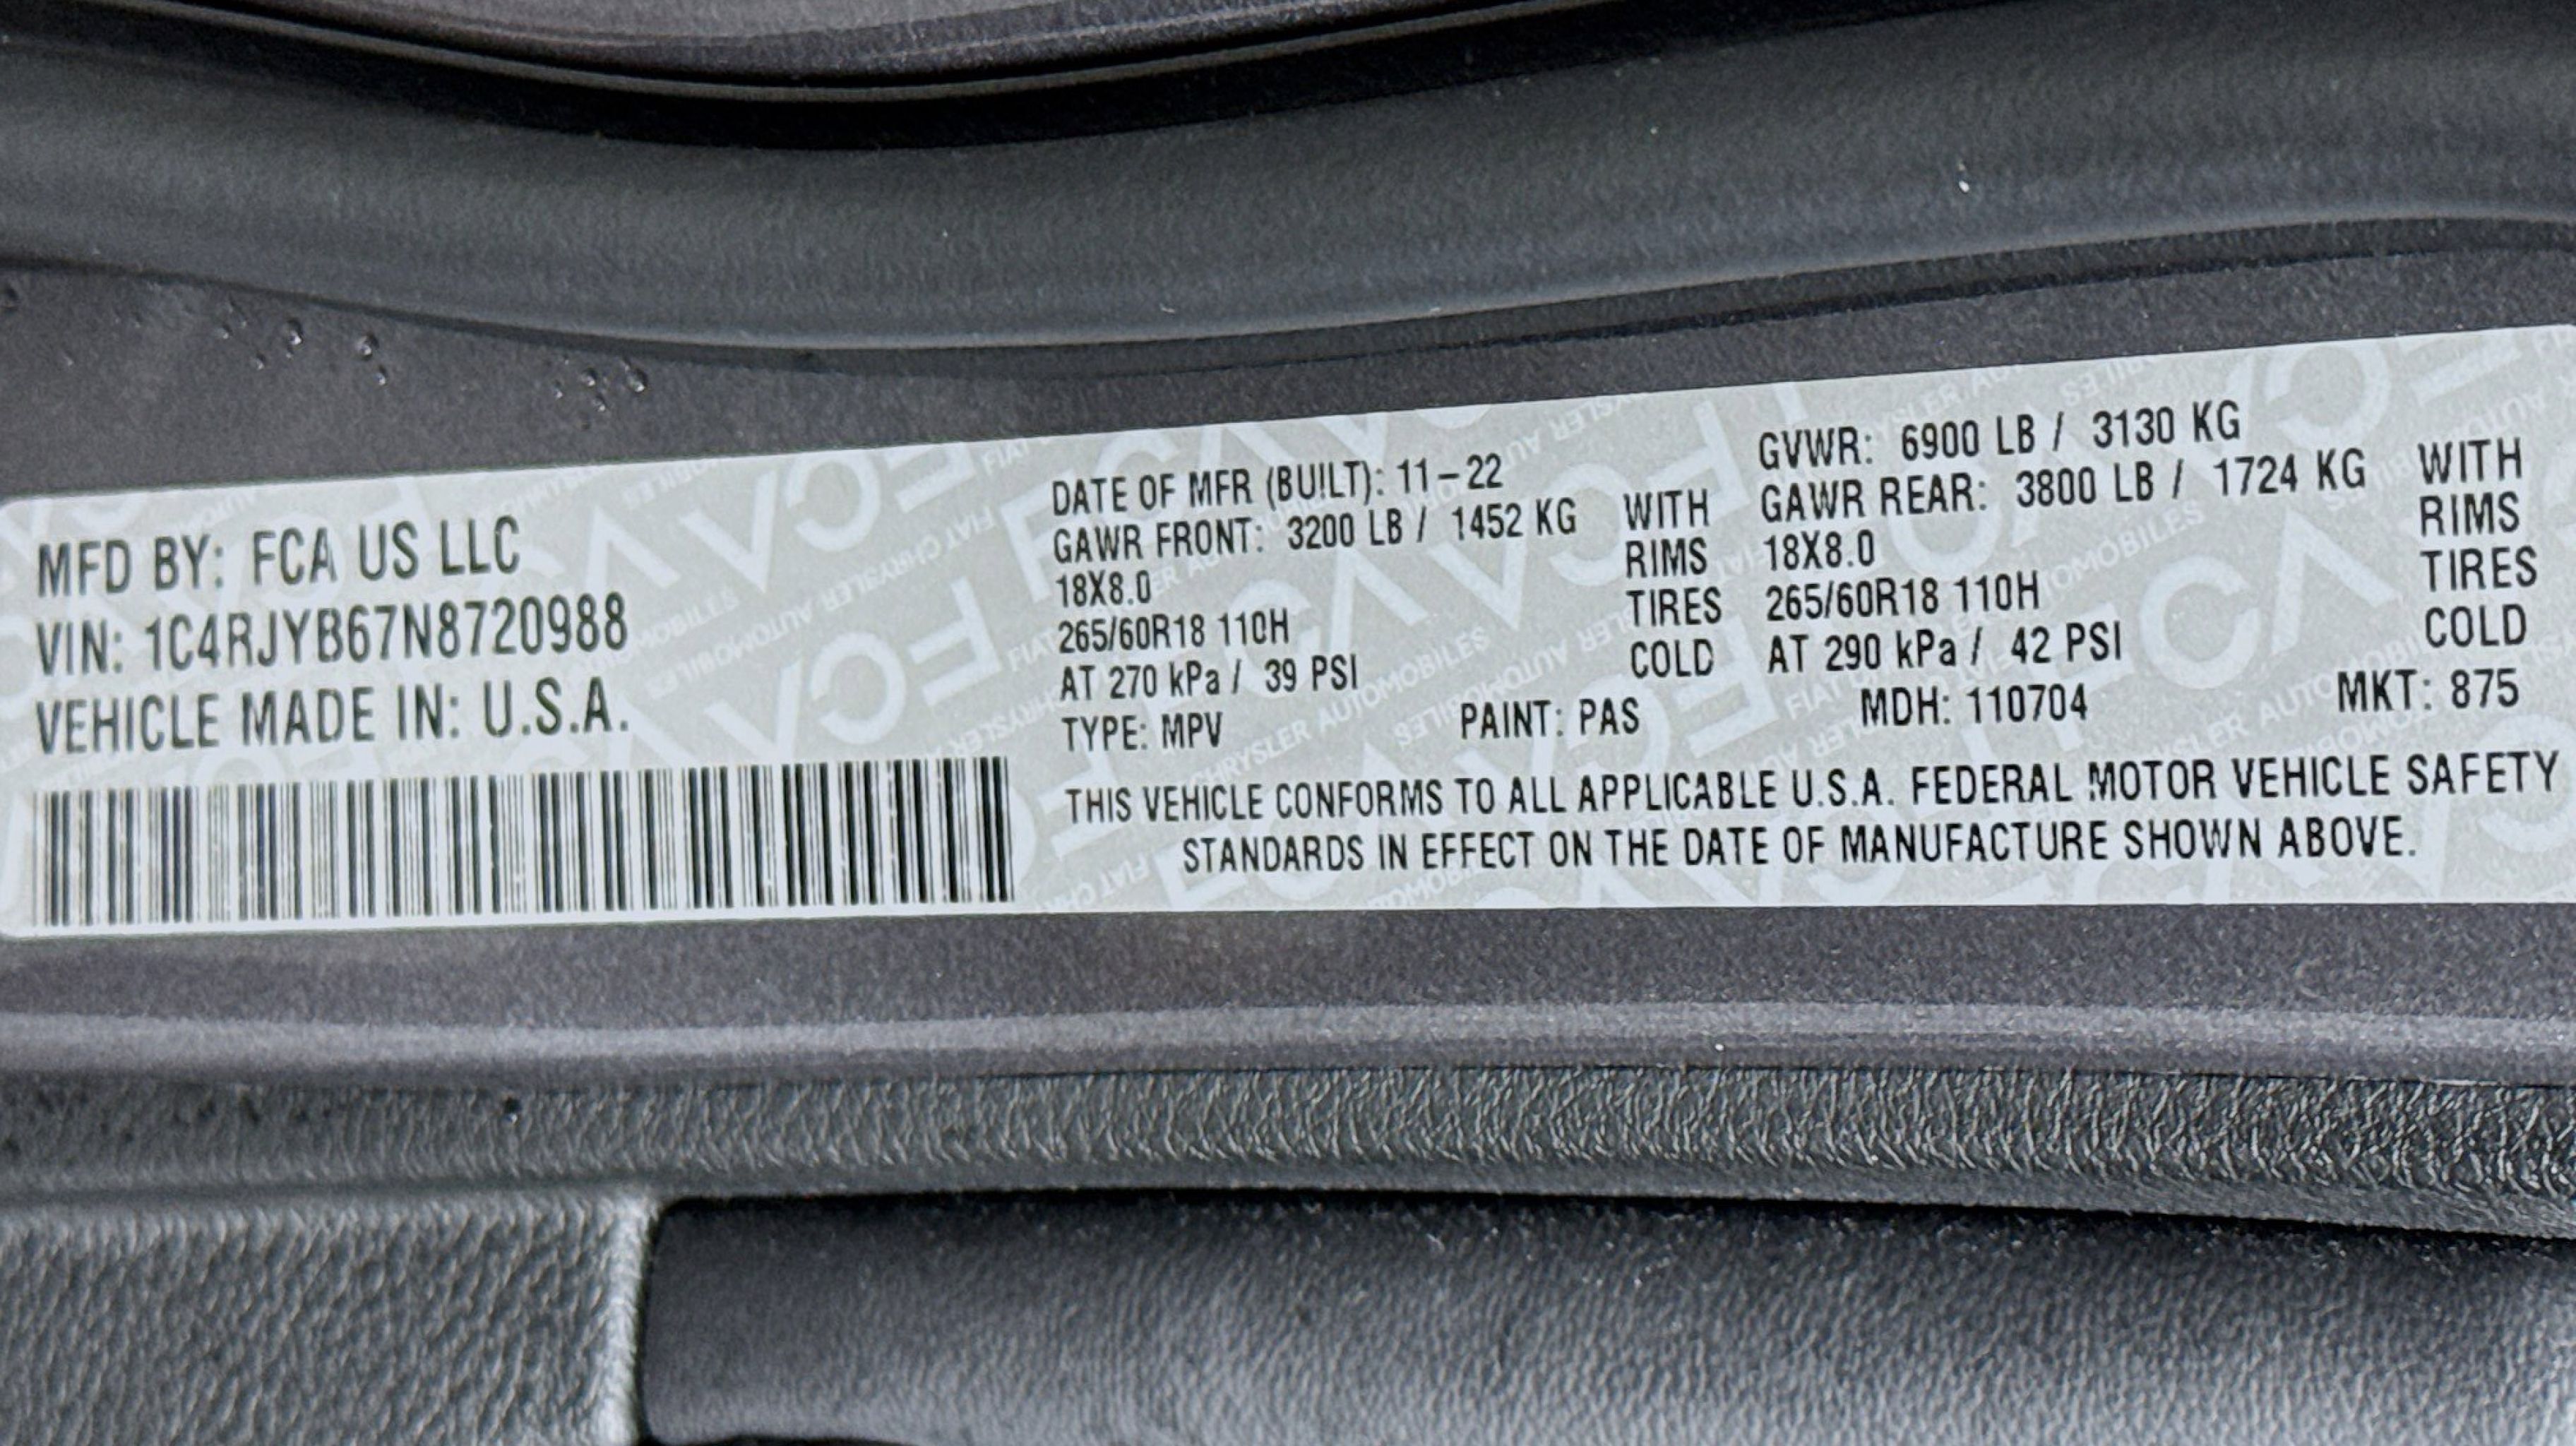 MFD BY: FCA US LLC
VIN: 1C4RJYB67N8720988
VEHICLE MADE IN: U.S.A.
DATE OF MFR (BUILT): 11-22
GAWR FRONT: 3200 LB / 1452 KG WITH
18X8.0 RIMS
265/60R18 110H TIRES
AT 270 kPa / 39 PSI COLD
GVWR: 6900 LB / 3130 KG
GAWR REAR: 3800 LB / 1724 KG WITH
18X8.0 RIMS
265/60R18 110H TIRES
AT 290 kPa / 42 PSI COLD
TYPE: MPV PAINT: PAS MDH: 110704 MKT: 875
THIS VEHICLE CONFORMS TO ALL APPLICABLE U.S.A. FEDERAL MOTOR VEHICLE SAFETY
STANDARDS IN EFFECT ON THE DATE OF MANUFACTURE SHOWN ABOVE.